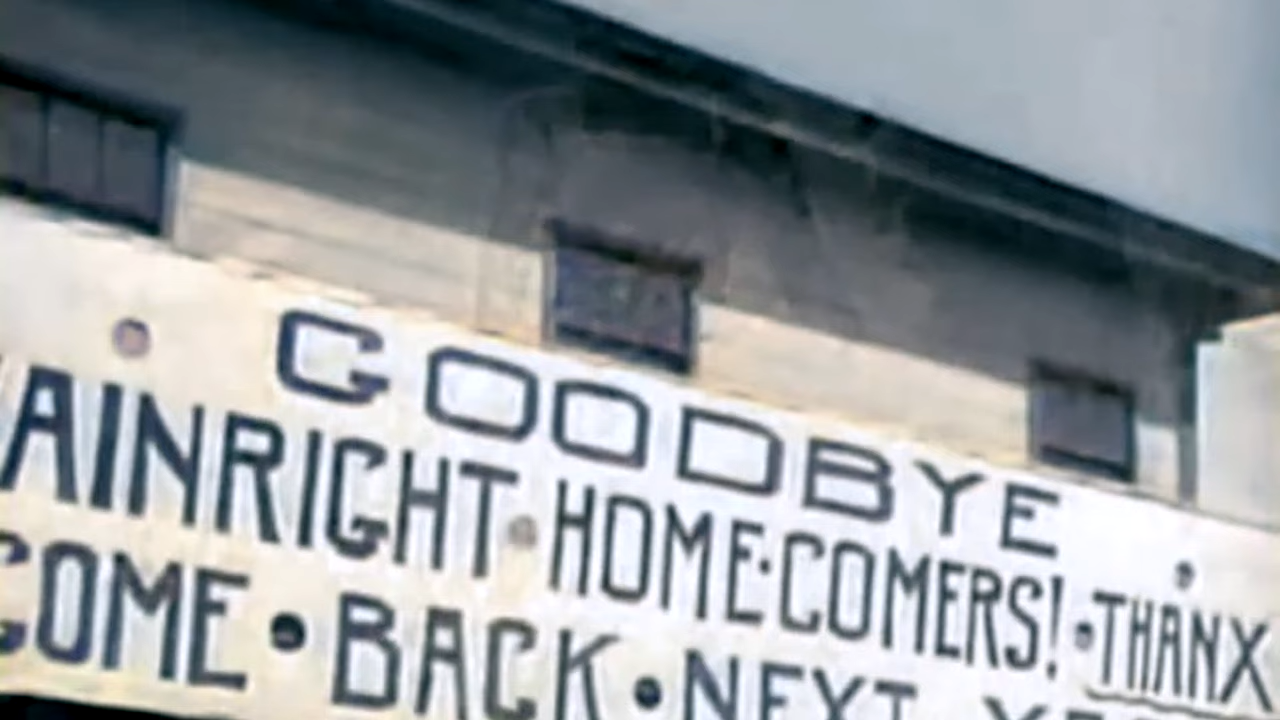 GOODBYE
AINRIGHT • HOME•COMERS! • THANX
COME • BACK • NEXT